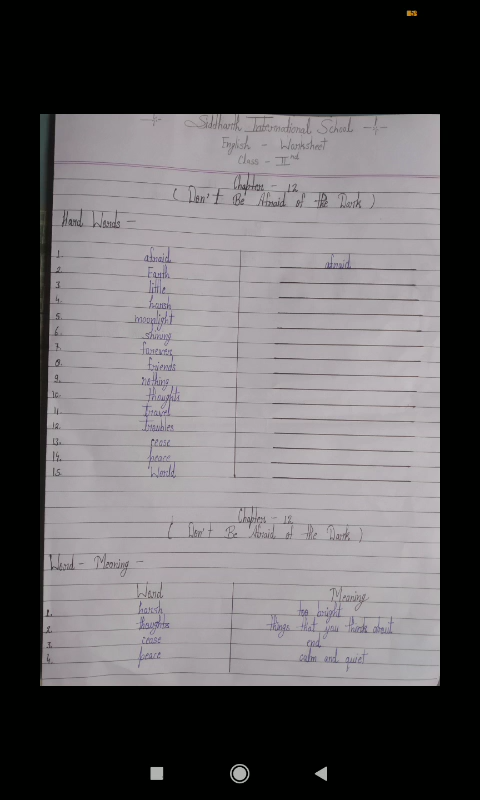 Siddharth International School
English - Worksheet
Class - IInd
Chapter - 12
( Don't Be Afraid of the Dark )
Hard Words -
1. afraid afraid
2. Earth
3. little
4. harsh
5. moonlight
6. shining
7. forever
8. friends
9. nothing
10. thoughts
11. travel
12. troubles
13. cease
14. peace
15. World
Chapter - 12
( Don't Be Afraid of the Dark )
Word - Meaning -
Word Meaning
1. harsh too bright
2. thoughts things that you think about
3. cease end
4. peace calm and quiet